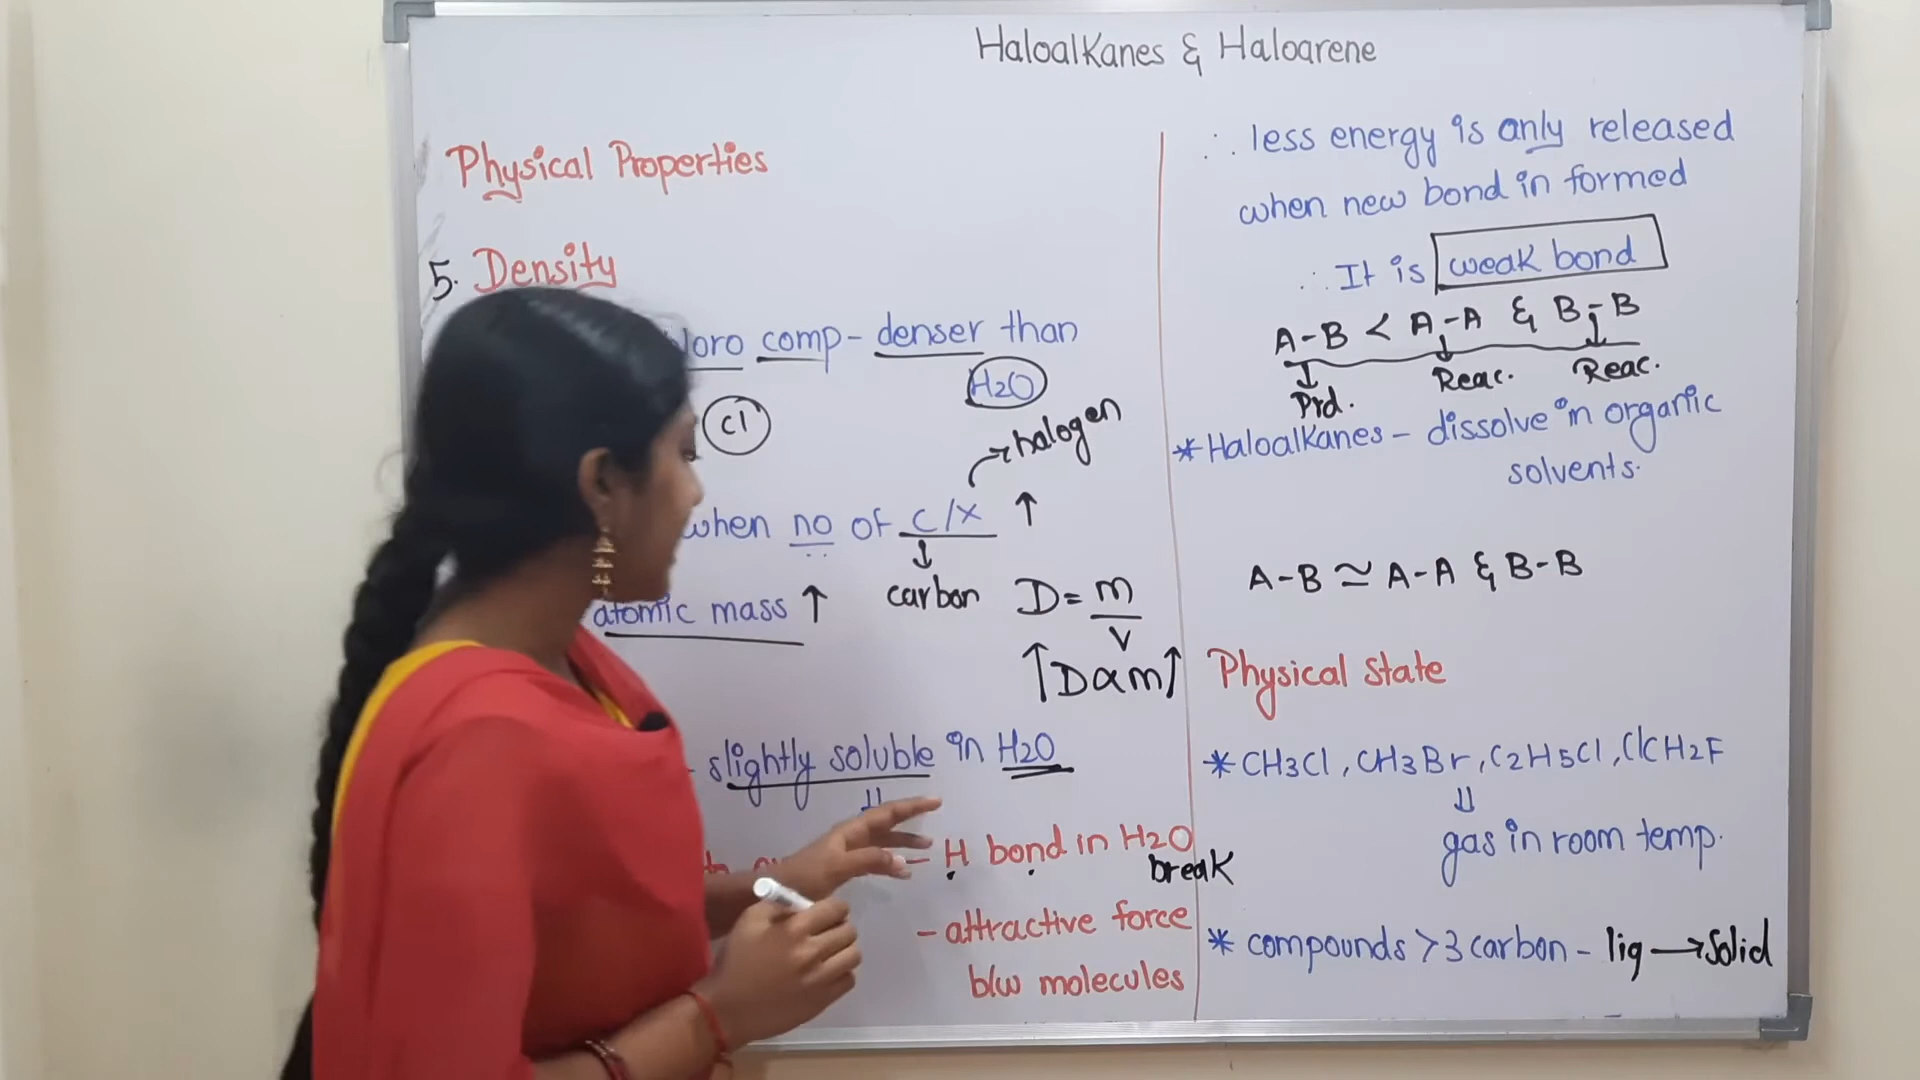 HaloalKanes & Haloarene
Physical Properties
5. Density
loro comp - denser than
H2O
Cl
halogen
when no of C/X ↑
carbon
atomic mass ↑
D = m
V
↑D α m↑
- slightly soluble in H2O
- H bond in H2O
break
- attractive force
b/w molecules
∴ less energy is only released
when new bond in formed
∴ It is weak bond
A-B < A-A & B-B
Prd. Reac. Reac.
* HaloalKanes - dissolve in organic
solvents.
A-B ≃ A-A & B-B
Physical state
* CH3Cl, CH3Br, C2H5Cl, ClCH2F
gas in room temp.
* compounds > 3 carbon - liq → Solid